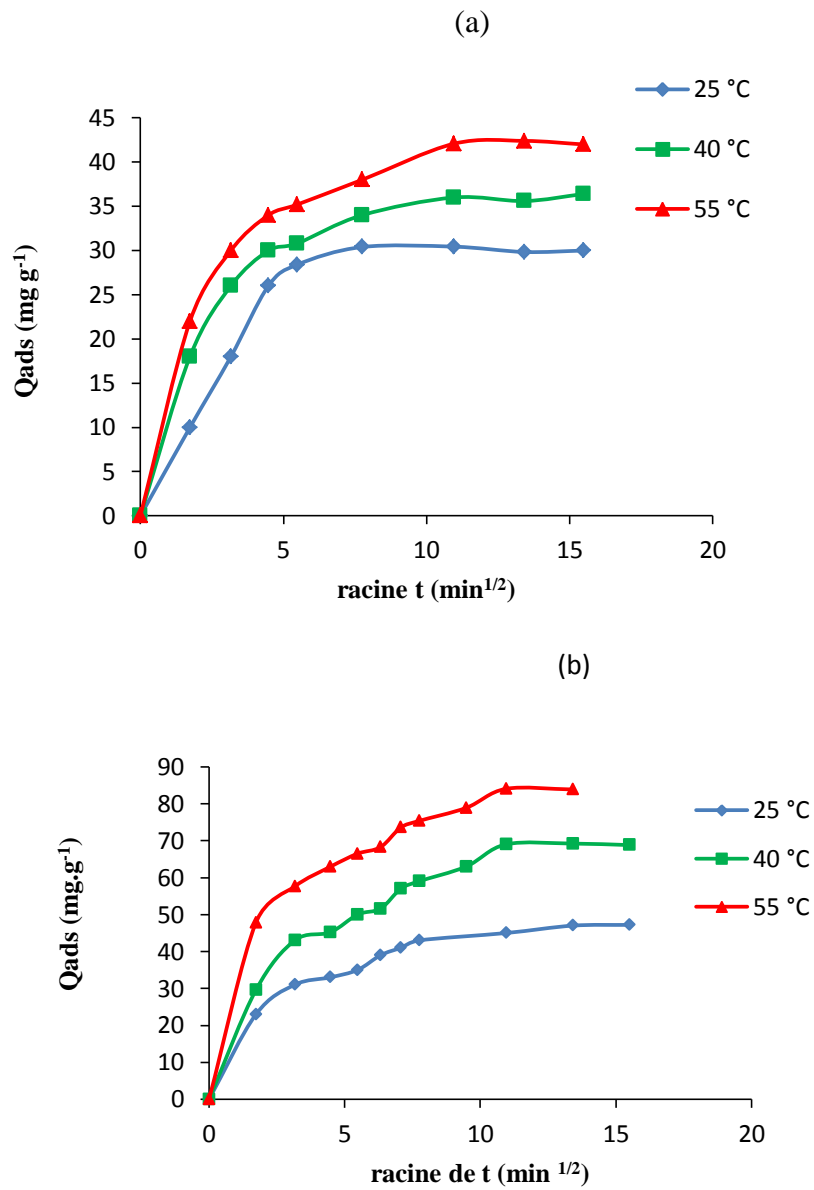 (a)
25 °C
40 °C
55 °C
45
40
35
30
25
20
15
10
5
0
Qads (mg g-1)
0 5 10 15 20
racine t (min1/2)
(b)
90
80
70
60
50
40
30
20
10
0
Qads (mg.g-1)
25 °C
40 °C
55 °C
0 5 10 15 20
racine de t (min 1/2)